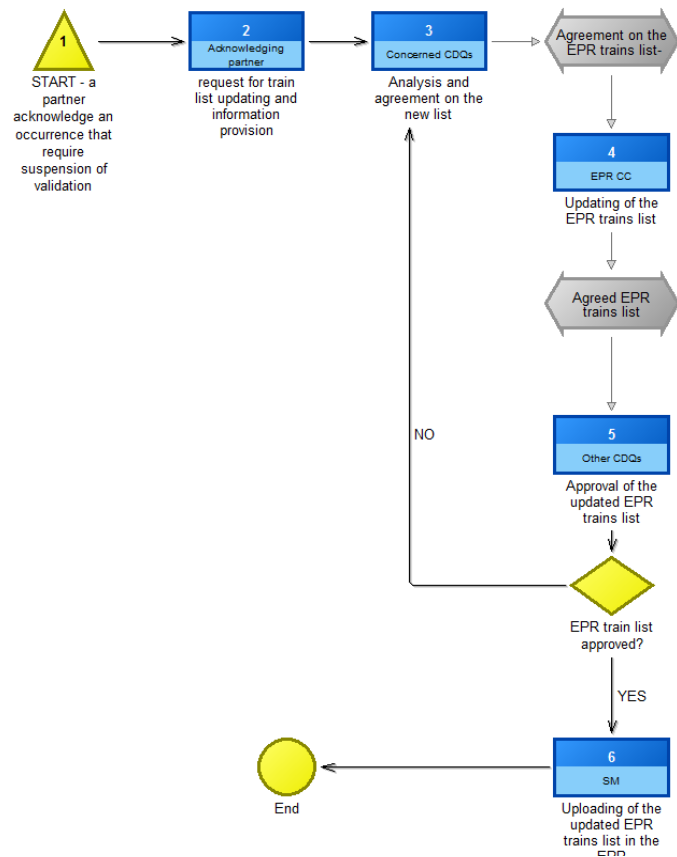 1
START - a
partner
acknowledge an
occurrence that
require
suspension of
validation
2
Acknowledging
partner
request for train
list updating and
information
provision
3
Concerned CDQs
Analysis and
agreement on the
new list
Agreement on the
EPR trains list-
4
EPR CC
Updating of the
EPR trains list
Agreed EPR
trains list
5
Other CDQs
Approval of the
updated EPR
trains list
NO
EPR train list
approved?
YES
6
SM
Uploading of the
updated EPR
trains list in the
EPR
End